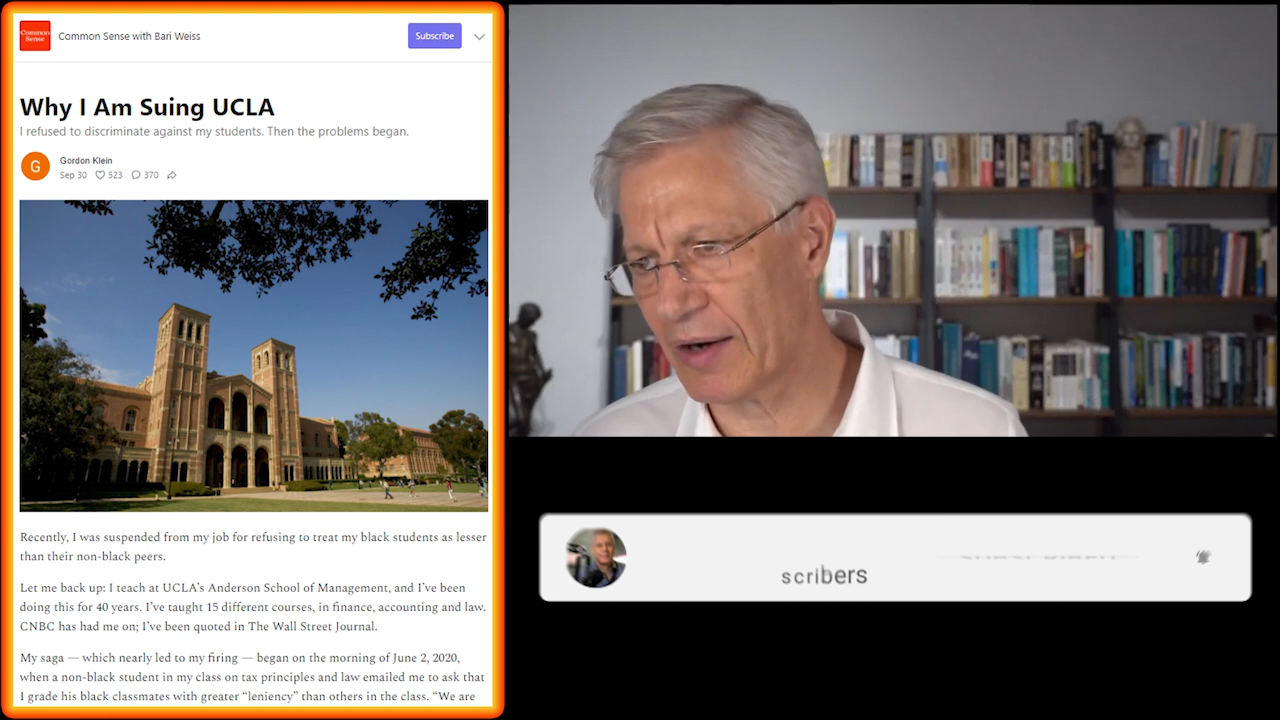 Common Sense
Common Sense with Bari Weiss
Subscribe
Why I Am Suing UCLA
I refused to discriminate against my students. Then the problems began.
G
Gordon Klein
Sep 30 523 370
Recently, I was suspended from my job for refusing to treat my black students as lesser
than their non-black peers.
Let me back up: I teach at UCLA's Anderson School of Management, and I've been
doing this for 40 years. I've taught 15 different courses, in finance, accounting and law.
CNBC has had me on; I've been quoted in The Wall Street Journal.
My saga — which nearly led to my firing — began on the morning of June 2, 2020,
when a non-black student in my class on tax principles and law emailed me to ask that
I grade his black classmates with greater “leniency” than others in the class. “We are
scribers